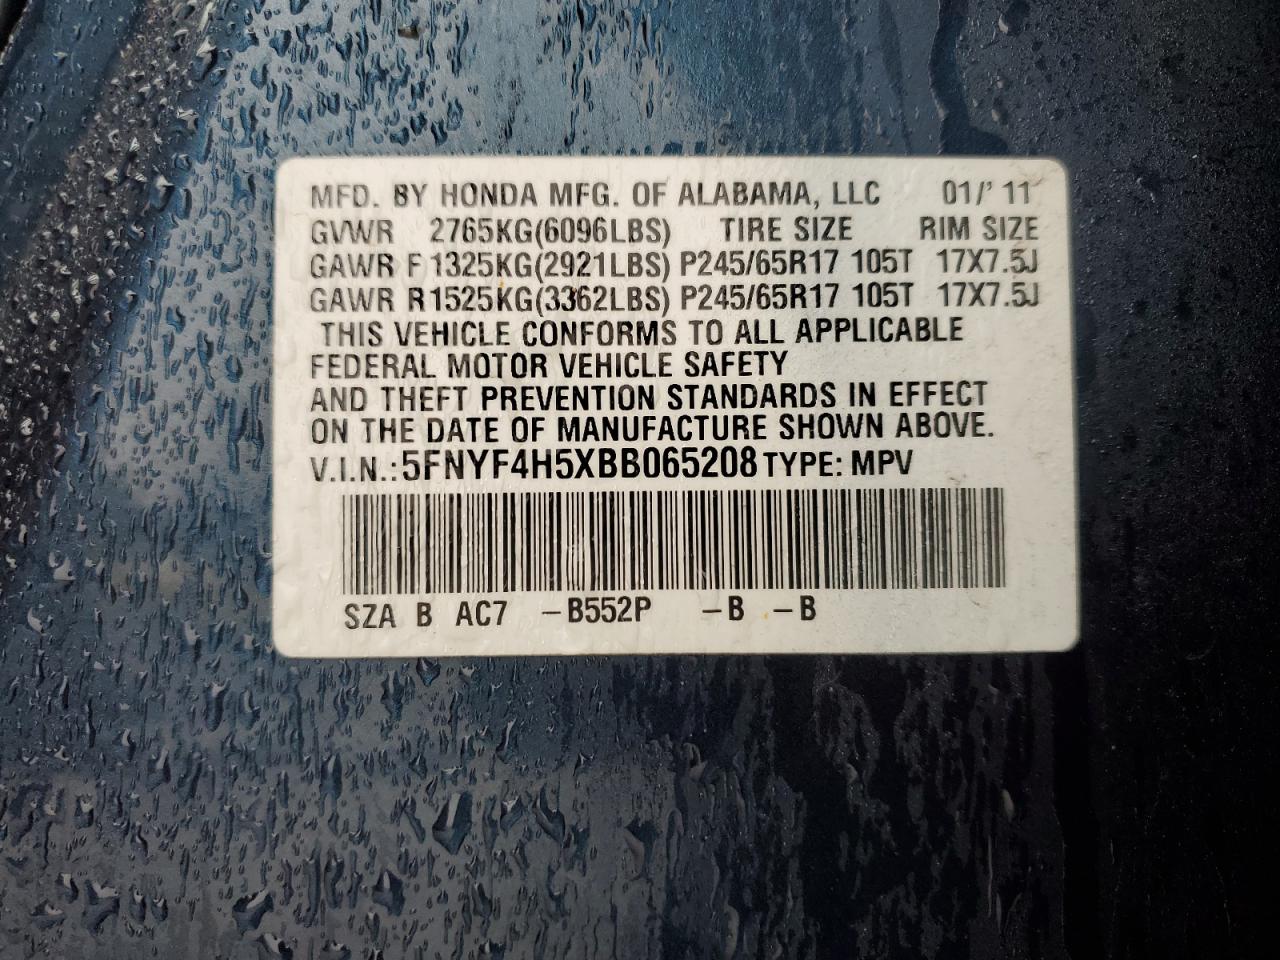 MFD. BY HONDA MFG. OF ALABAMA, LLC 01/' 11
GVWR 2765KG(6096LBS) TIRE SIZE RIM SIZE
GAWR F 1325KG(2921LBS) P245/65R17 105T 17X7.5J
GAWR R1525KG(3362LBS) P245/65R17 105T 17X7.5J
THIS VEHICLE CONFORMS TO ALL APPLICABLE
FEDERAL MOTOR VEHICLE SAFETY
AND THEFT PREVENTION STANDARDS IN EFFECT
ON THE DATE OF MANUFACTURE SHOWN ABOVE.
V.I.N.: 5FNYF4H5XBB065208 TYPE: MPV
SZA B AC7 –B552P –B –B